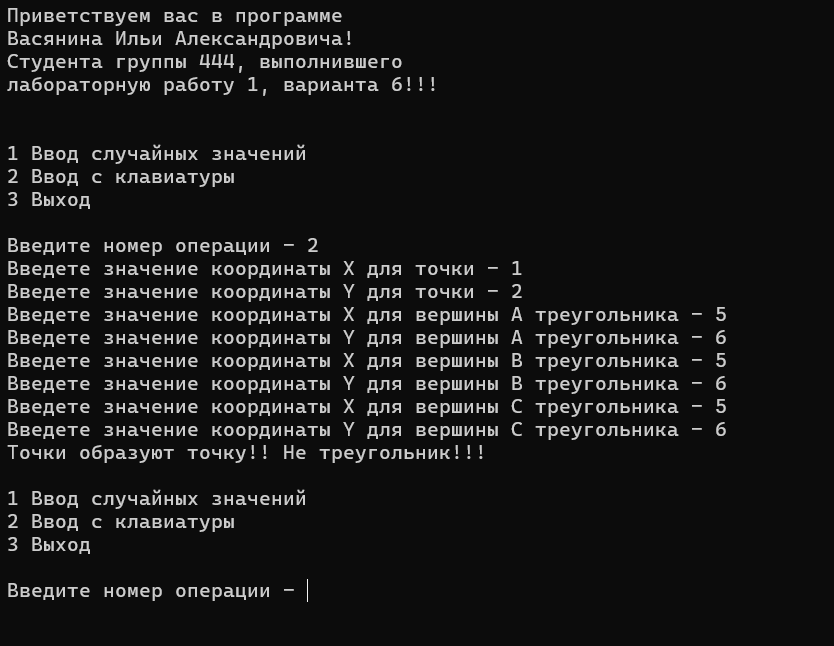 Приветствуем вас в программе
Васянина Ильи Александровича!
Студента группы 444, выполнившего
лабораторную работу 1, варианта 6!!!
1 Ввод случайных значений
2 Ввод с клавиатуры
3 Выход
Введите номер операции - 2
Введете значение координаты X для точки - 1
Введете значение координаты Y для точки - 2
Введете значение координаты X для вершины A треугольника - 5
Введете значение координаты Y для вершины A треугольника - 6
Введете значение координаты X для вершины B треугольника - 5
Введете значение координаты Y для вершины B треугольника - 6
Введете значение координаты X для вершины C треугольника - 5
Введете значение координаты Y для вершины C треугольника - 6
Точки образуют точку!! Не треугольник!!!
1 Ввод случайных значений
2 Ввод с клавиатуры
3 Выход
Введите номер операции -